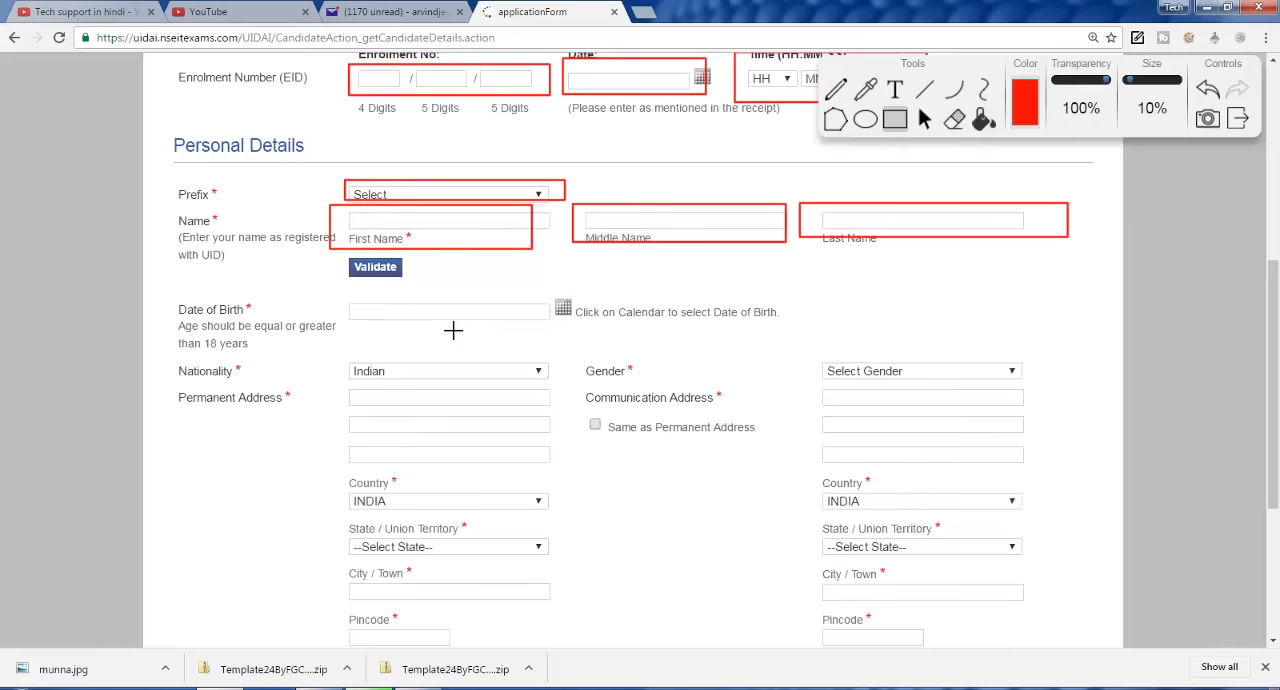 Tech support in hindi - Y
YouTube
(1170 unread) - arvindjee
applicationForm
Tech
https://uidai.nseitexams.com/UIDAI/CandidateAction_getCandidateDetails.action
Enrolment No:
Date:
Time (HH:MM
Tools
Color
Transparency
Size
Controls
100%
10%
Enrolment Number (EID)
/
/
HH
4 Digits
5 Digits
5 Digits
(Please enter as mentioned in the receipt)
Personal Details
Prefix *
Select
Name *
(Enter your name as registered with UID)
First Name *
Middle Name
Last Name
Validate
Date of Birth *
Age should be equal or greater than 18 years
Click on Calendar to select Date of Birth.
Nationality *
Indian
Gender *
Select Gender
Permanent Address *
Communication Address *
Same as Permanent Address
Country *
INDIA
Country *
INDIA
State / Union Territory *
--Select State--
State / Union Territory *
--Select State--
City / Town *
City / Town *
Pincode *
Pincode *
munna.jpg
Template24ByFGC....zip
Template24ByFGC....zip
Show all